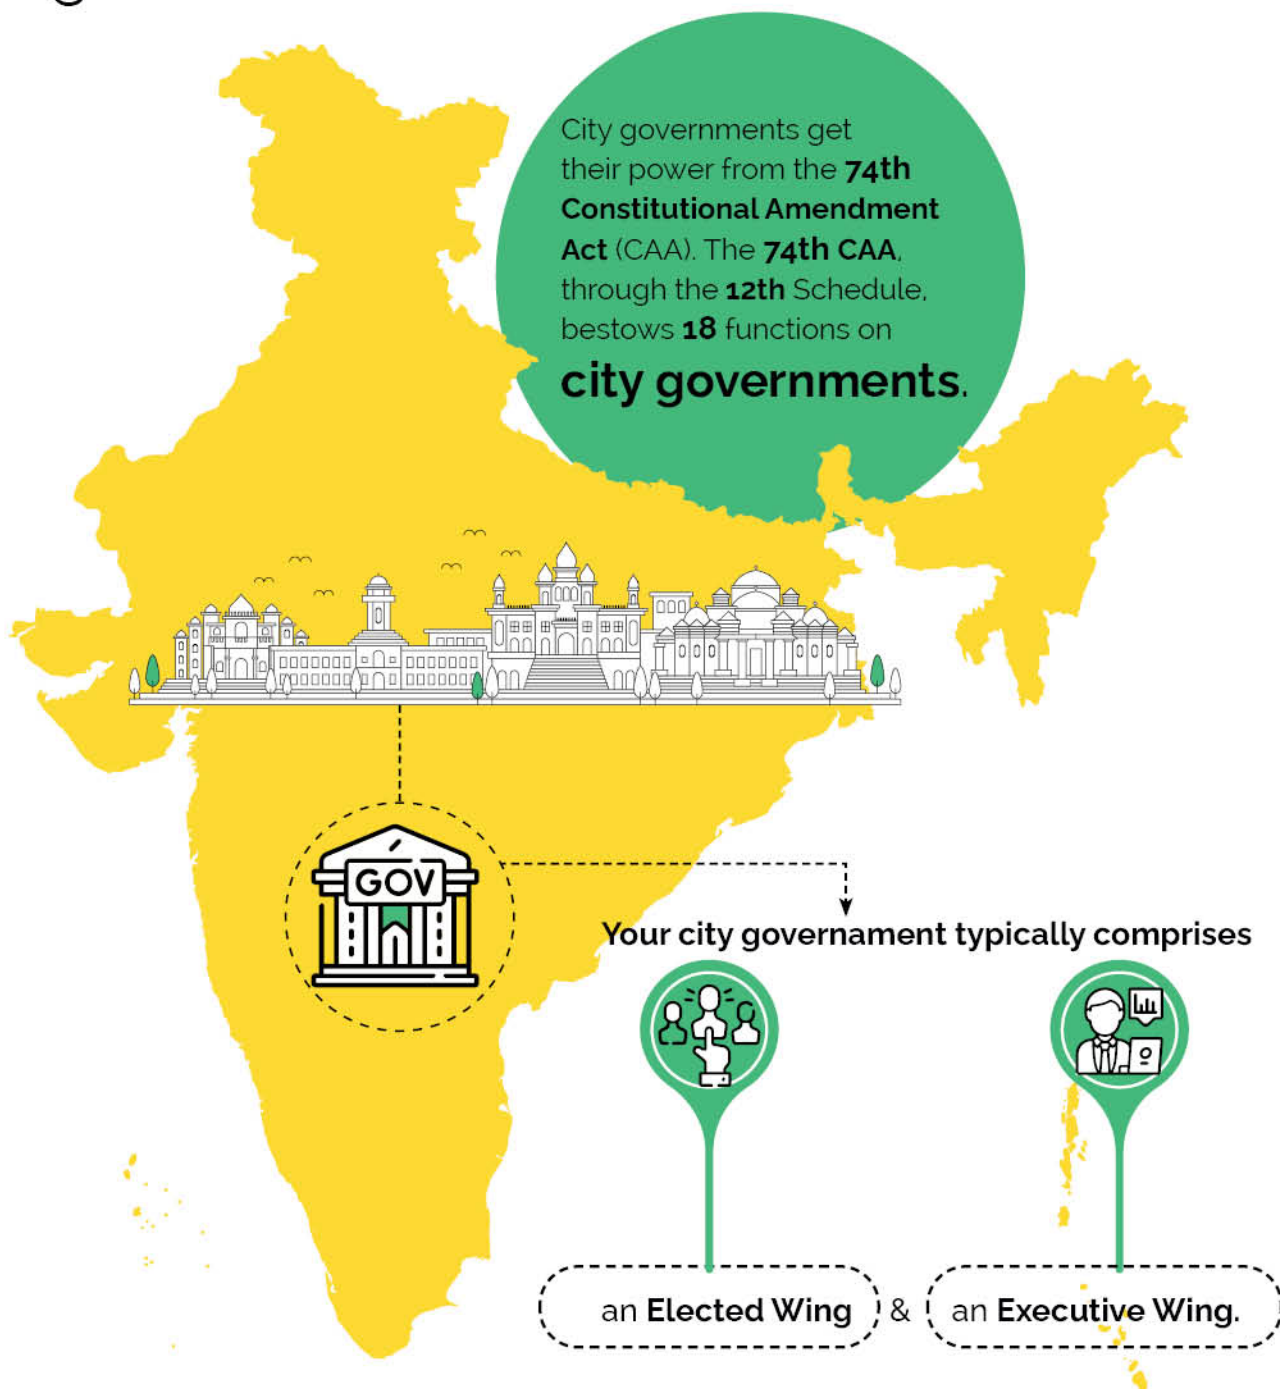 City governments get
their power from the 74th
Constitutional Amendment
Act (CAA). The 74th CAA,
through the 12th Schedule,
bestows 18 functions on
city governments.
GOV
Your city governament typically comprises
an Elected Wing & an Executive Wing.